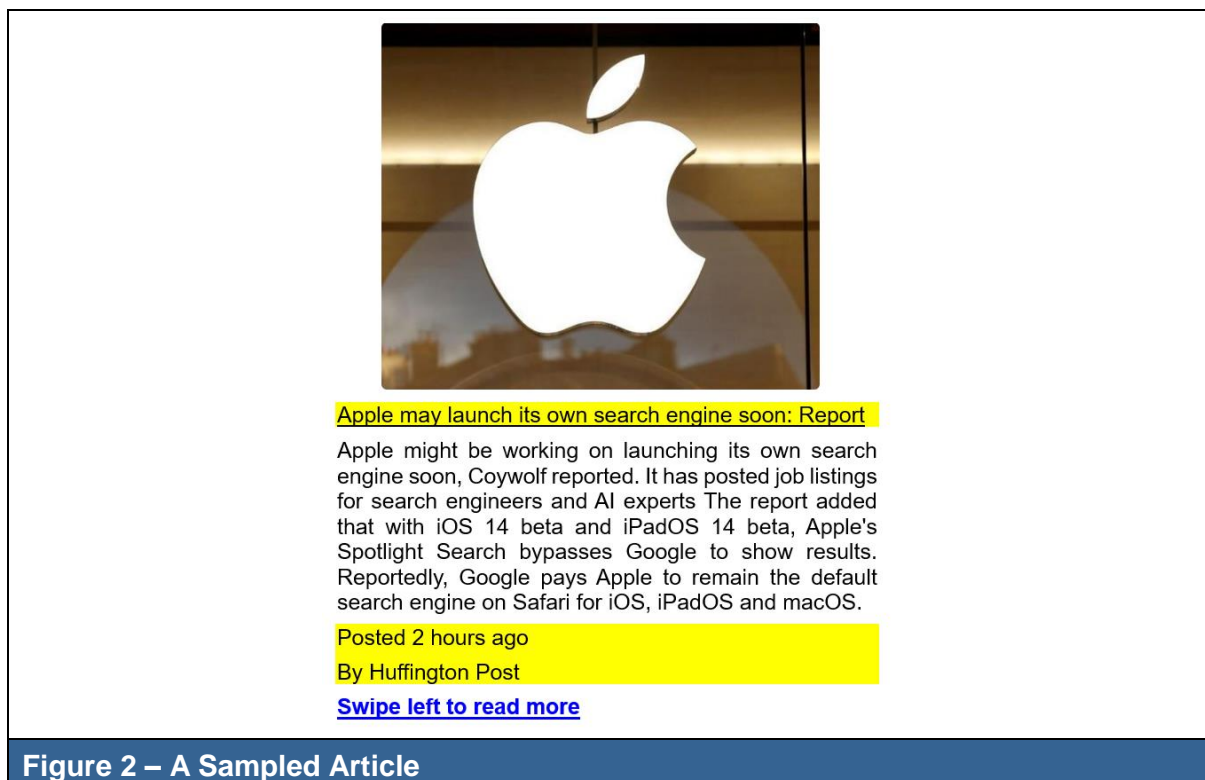 Apple may launch its own search engine soon: Report
Apple might be working on launching its own search
engine soon, Coywolf reported. It has posted job listings
for search engineers and AI experts The report added
that with iOS 14 beta and iPadOS 14 beta, Apple's
Spotlight Search bypasses Google to show results.
Reportedly, Google pays Apple to remain the default
search engine on Safari for iOS, iPadOS and macOS.
Posted 2 hours ago
By Huffington Post
Swipe left to read more
Figure 2 – A Sampled Article